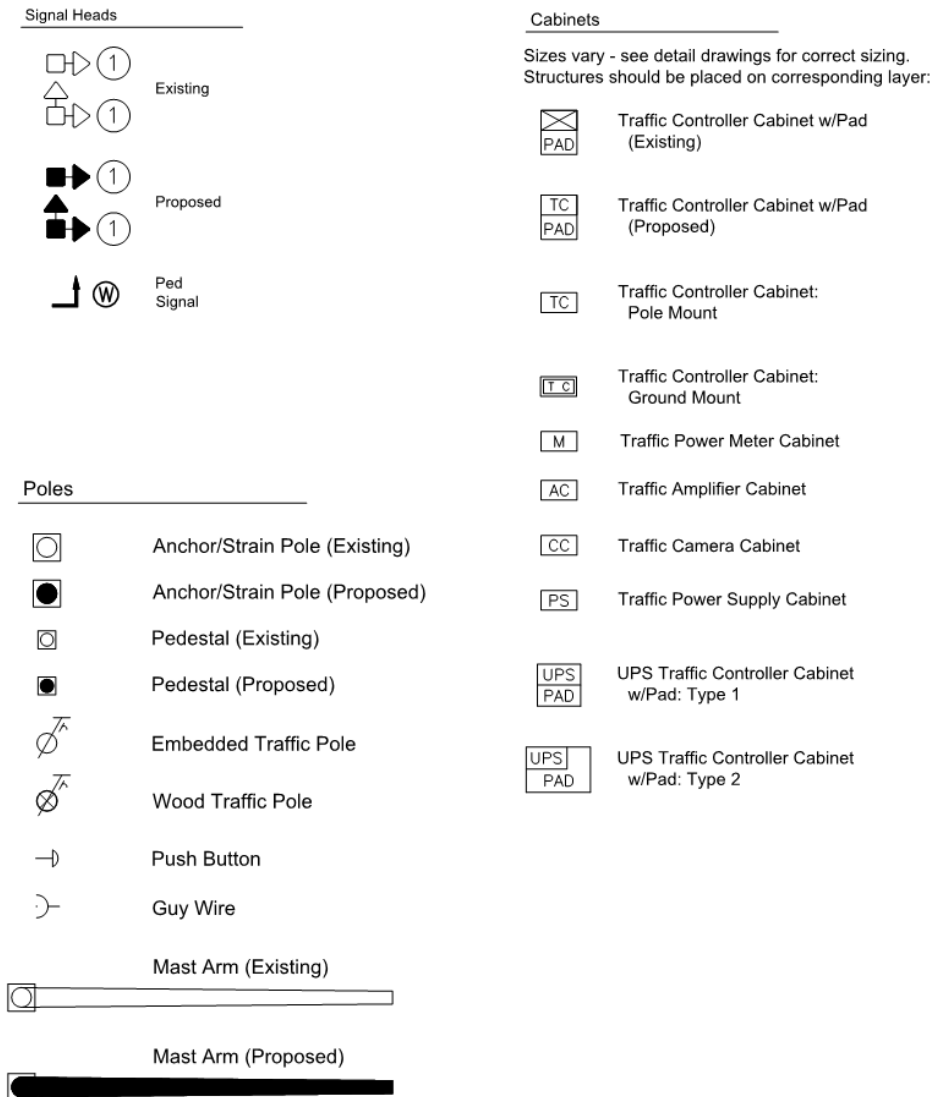 Signal Heads
1
Existing
1
1
Proposed
1
W
Ped
Signal
Poles
Anchor/Strain Pole (Existing)
Anchor/Strain Pole (Proposed)
Pedestal (Existing)
Pedestal (Proposed)
Embedded Traffic Pole
Wood Traffic Pole
Push Button
Guy Wire
Mast Arm (Existing)
Mast Arm (Proposed)
Cabinets
Sizes vary - see detail drawings for correct sizing.
Structures should be placed on corresponding layer:
PAD
Traffic Controller Cabinet w/Pad
(Existing)
TC
PAD
Traffic Controller Cabinet w/Pad
(Proposed)
TC
Traffic Controller Cabinet:
Pole Mount
T C
Traffic Controller Cabinet:
Ground Mount
M Traffic Power Meter Cabinet
AC Traffic Amplifier Cabinet
CC Traffic Camera Cabinet
PS Traffic Power Supply Cabinet
UPS
PAD
UPS Traffic Controller Cabinet
w/Pad: Type 1
UPS
PAD
UPS Traffic Controller Cabinet
w/Pad: Type 2